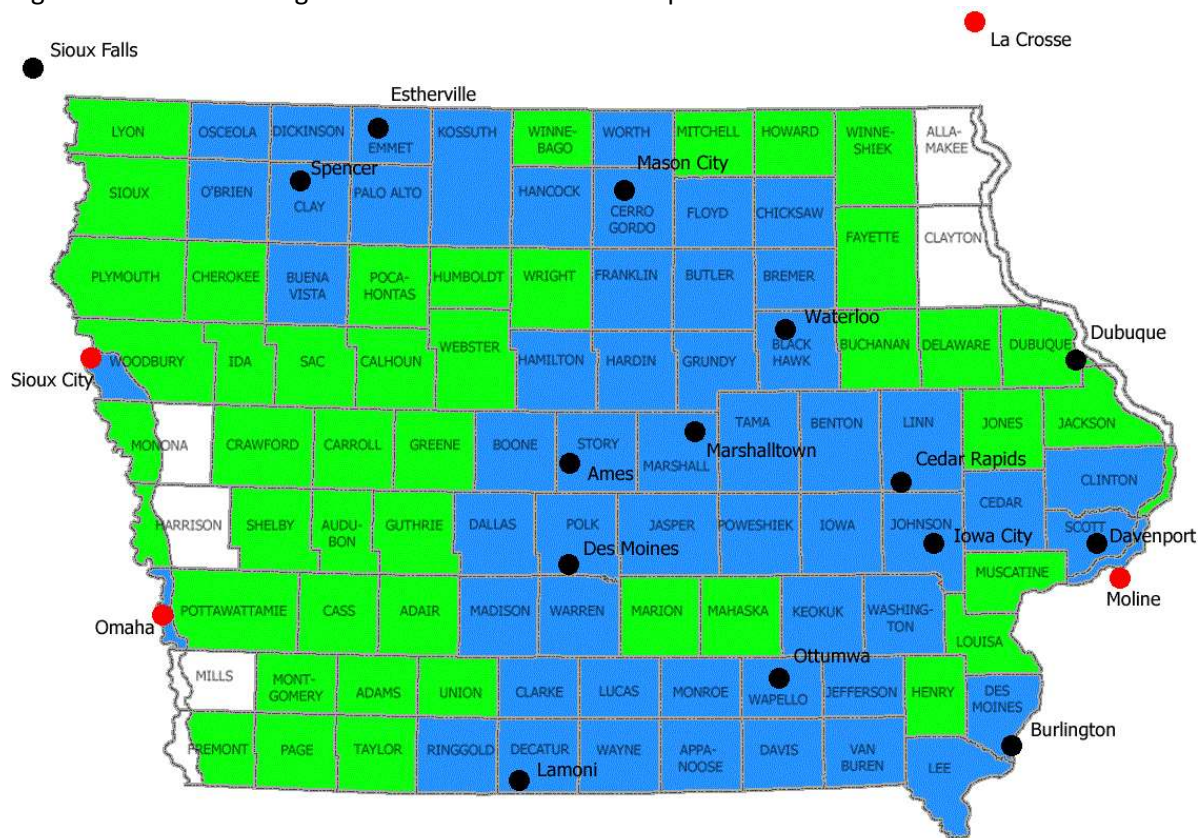 La Crosse
Sioux Falls
Estherville
LYON
OSCEOLA
DICKINSON
EMMET
KOSSUTH
WINNE-
BAGO
WORTH
MITCHELL
HOWARD
WINNE-
SHIEK
ALLA-
MAKEE
Mason City
Spencer
SIOUX
O'BRIEN
CLAY
PALO ALTO
HANCOCK
CERRO
GORDO
FLOYD
CHICKSAW
FAYETTE
CLAYTON
PLYMOUTH
CHEROKEE
BUENA
VISTA
POCA-
HONTAS
HUMBOLDT
WRIGHT
FRANKLIN
BUTLER
BREMER
Waterloo
Dubuque
Sioux City
WOODBURY
IDA
SAC
CALHOUN
WEBSTER
HAMILTON
HARDIN
GRUNDY
BLACK
HAWK
BUCHANAN
DELAWARE
DUBUQUE
MONONA
CRAWFORD
CARROLL
GREENE
BOONE
STORY
Ames
MARSHALL
Marshalltown
TAMA
BENTON
LINN
Cedar Rapids
JONES
JACKSON
HARRISON
SHELBY
AUDU-
BON
GUTHRIE
DALLAS
POLK
Des Moines
JASPER
POWESHIEK
IOWA
JOHNSON
Iowa City
CEDAR
CLINTON
SCOTT
Davenport
MUSCATINE
Moline
Omaha
POTTAWATTAMIE
CASS
ADAIR
MADISON
WARREN
MARION
MAHASKA
KEOKUK
WASHING-
TON
LOUISA
MILLS
MONT-
GOMERY
ADAMS
UNION
CLARKE
LUCAS
MONROE
Ottumwa
WAPELLO
JEFFERSON
HENRY
DES
MOINES
Burlington
FREMONT
PAGE
TAYLOR
RINGGOLD
DECATUR
Lamoni
WAYNE
APPA-
NOOSE
DAVIS
VAN
BUREN
LEE